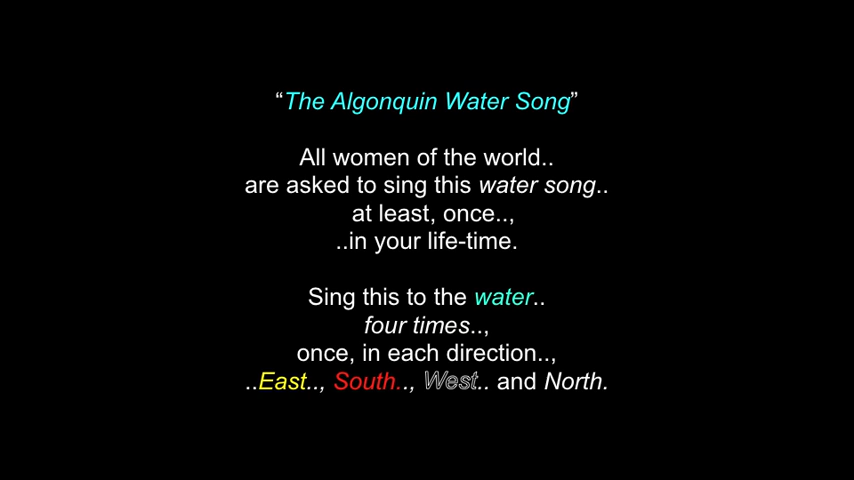 “The Algonquin Water Song”
All women of the world..
are asked to sing this water song..
at least, once..,
..in your life-time.
Sing this to the water..
four times..,
once, in each direction..,
..East.., South.., West.. and North.